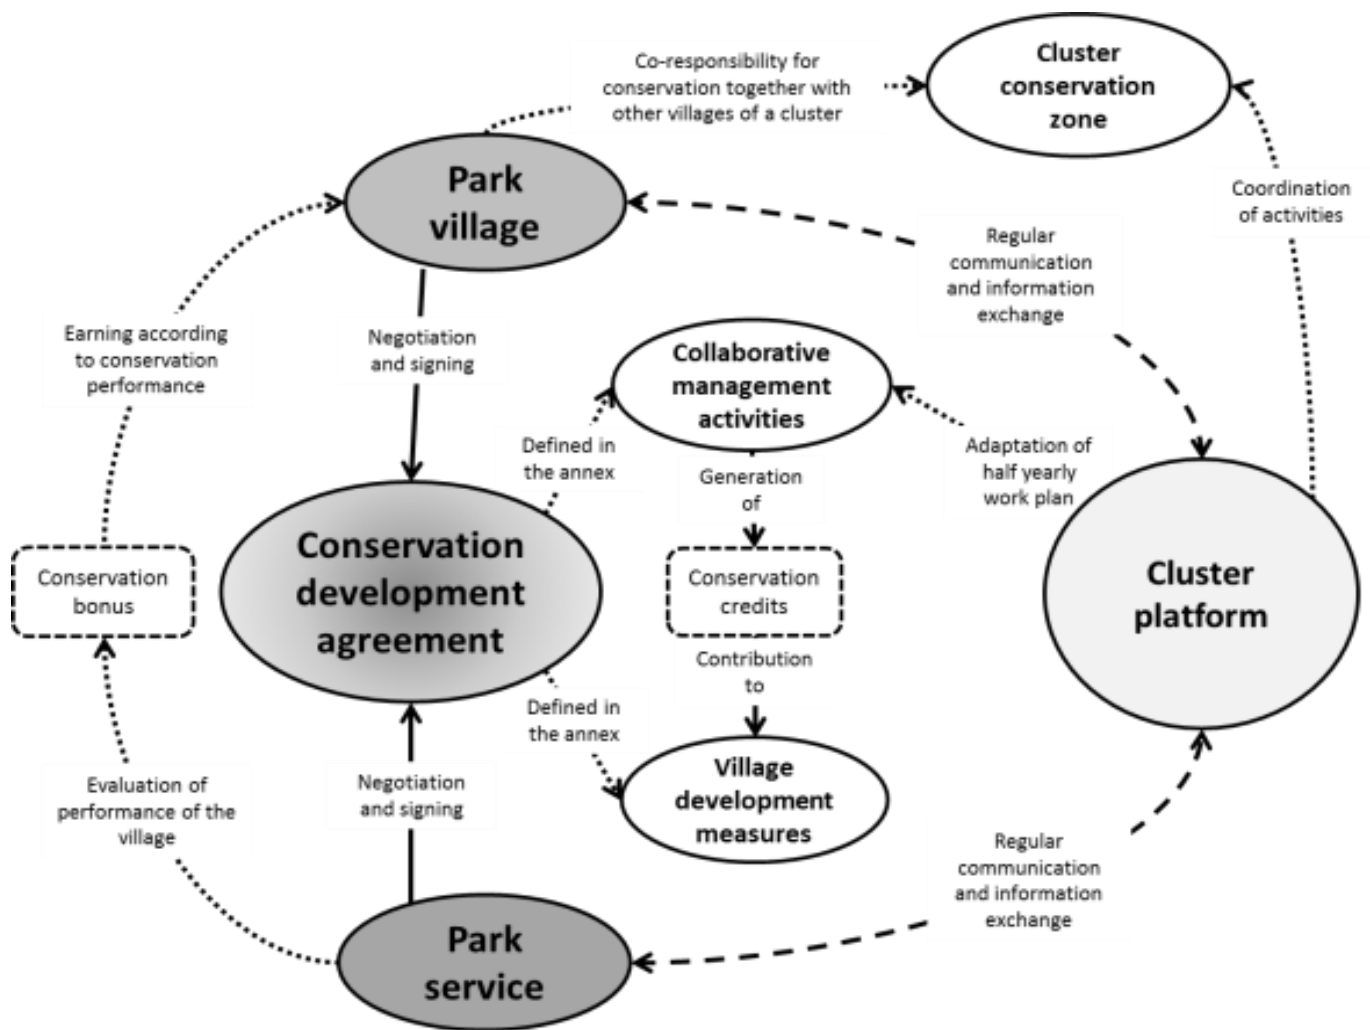 Co-responsibility for
conservation together with
other villages of a cluster
Cluster
conservation
zone
Park
village
Coordination
of activities
Regular
communication
and information
exchange
Earning according
to conservation
performance
Negotiation
and signing
Collaborative
management
activities
Defined in
the annex
Adaptation of
half yearly
work plan
Generation
of
Conservation
bonus
Conservation
development
agreement
Conservation
credits
Cluster
platform
Contribution
to
Defined in
the annex
Village
development
measures
Evaluation of
performance of the
village
Negotiation
and signing
Regular
communication
and information
exchange
Park
service